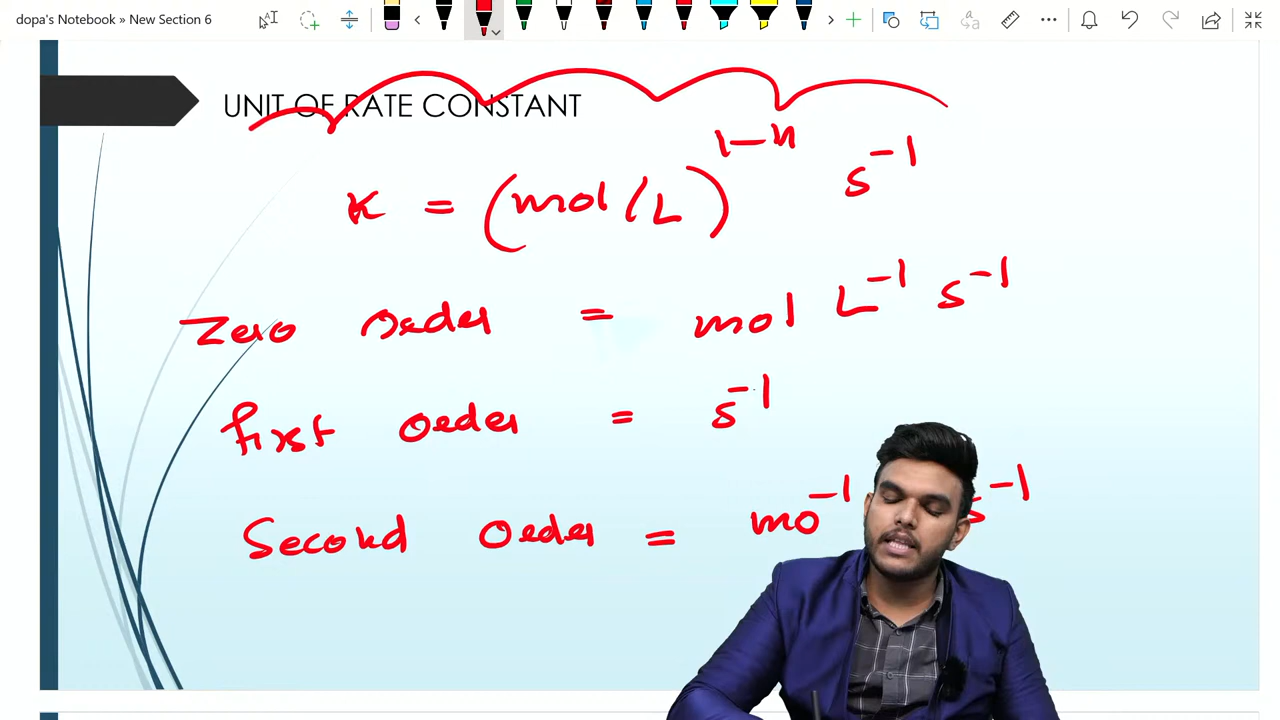 dopa's Notebook » New Section 6
UNIT OF RATE CONSTANT
K = (mol/L)^1-n s^-1
Zero Order = mol L^-1 s^-1
First Order = s^-1
Second Order = mo^-1 s^-1